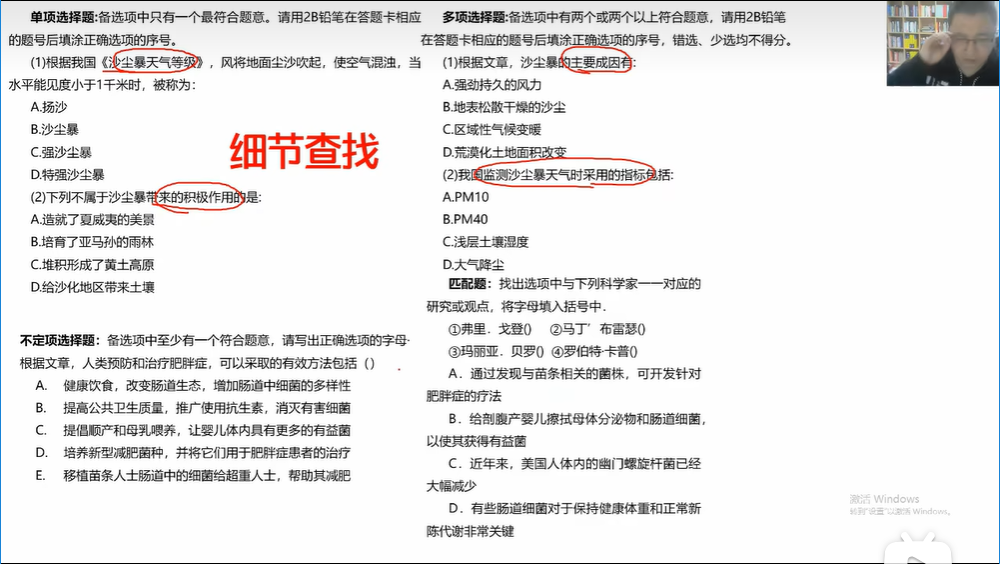 单项选择题:备选项中只有一个最符合题意。请用2B铅笔在答题卡相应
的题号后填涂正确选项的序号。
(1)根据我国《沙尘暴天气等级》，风将地面尘沙吹起，使空气混浊，当
水平能见度小于1千米时，被称为:
A.扬沙
B.沙尘暴
C.强沙尘暴
D.特强沙尘暴
(2)下列不属于沙尘暴带来的积极作用的是:
A.造就了夏威夷的美景
B.培育了亚马孙的雨林
C.堆积形成了黄土高原
D.给沙化地区带来土壤
细节查找
不定项选择题：备选项中至少有一个符合题意，请写出正确选项的字母·
根据文章，人类预防和治疗肥胖症，可以采取的有效方法包括（）
A. 健康饮食，改变肠道生态，增加肠道中细菌的多样性
B. 提高公共卫生质量，推广使用抗生素，消灭有害细菌
C. 提倡顺产和母乳喂养，让婴儿体内具有更多的有益菌
D. 培养新型减肥菌种，并将它们用于肥胖症患者的治疗
E. 移植苗条人士肠道中的细菌给超重人士，帮助其减肥
多项选择题:备选项中有两个或两个以上符合题意，请用2B铅笔
在答题卡相应的题号后填涂正确选项的序号，错选、少选均不得分。
(1)根据文章，沙尘暴的主要成因有:
A.强劲持久的风力
B.地表松散干燥的沙尘
C.区域性气候变暖
D.荒漠化土地面积改变
(2)我国监测沙尘暴天气时采用的指标包括:
A.PM10
B.PM40
C.浅层土壤湿度
D.大气降尘
匹配题：找出选项中与下列科学家一一对应的
研究或观点，将字母填入括号中．
①弗里．戈登() ②马丁’布雷瑟()
③玛丽亚．贝罗() ④罗伯特·卡普()
A．通过发现与苗条相关的菌株，可开发针对
肥胖症的疗法
B．给剖腹产婴儿擦拭母体分泌物和肠道细菌，
以使其获得有益菌
C．近年来，美国人体内的幽门螺旋杆菌已经
大幅减少
D．有些肠道细菌对于保持健康体重和正常新
陈代谢非常关键
激活 Windows
转到“设置”以激活 Windows。